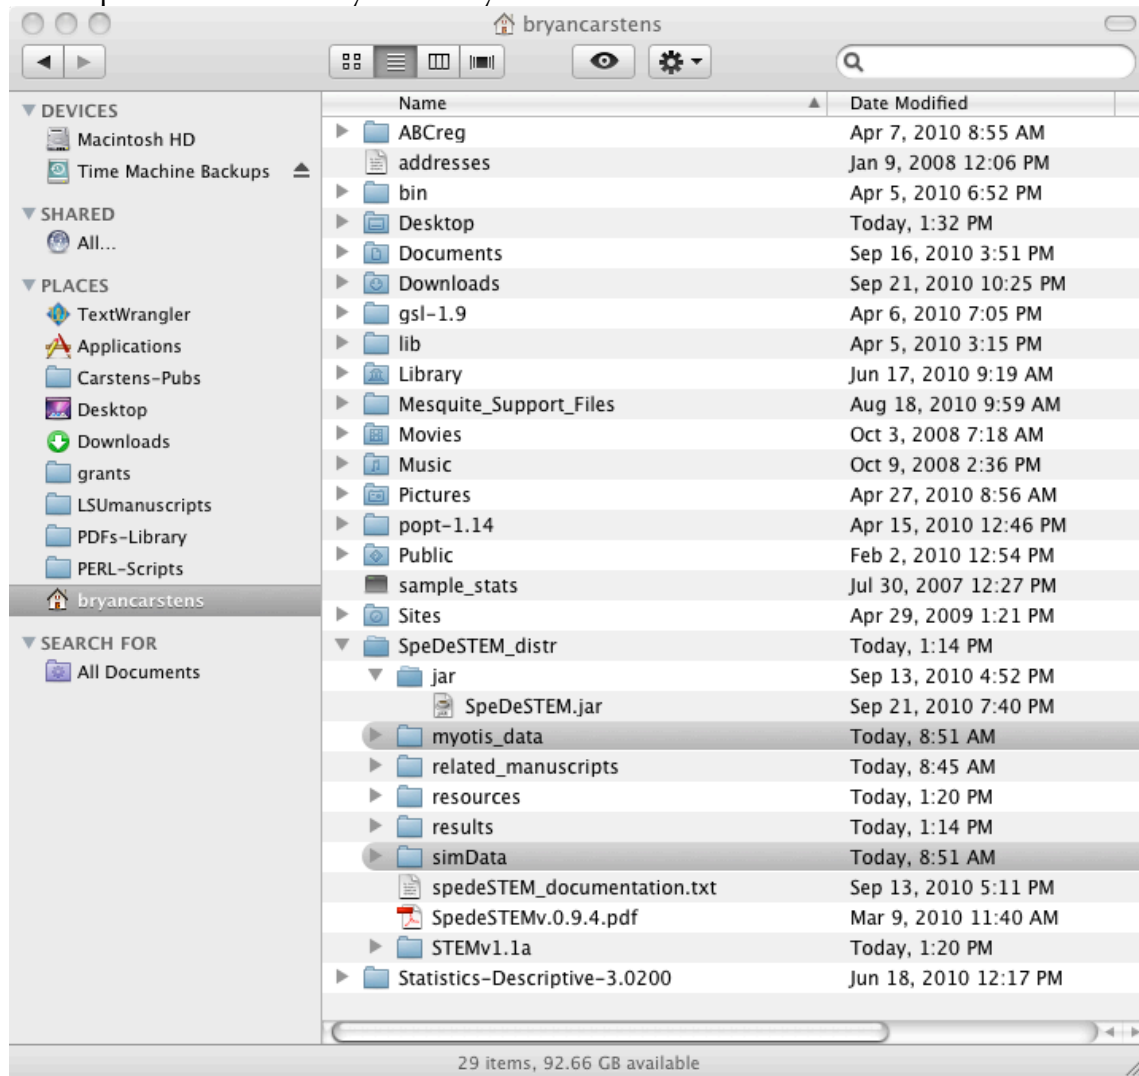 bryancarstens
DEVICES
Macintosh HD
Time Machine Backups
SHARED
All...
PLACES
TextWrangler
Applications
Carstens-Pubs
Desktop
Downloads
grants
LSUmanuscripts
PDFs-Library
PERL-Scripts
bryancarstens
SEARCH FOR
All Documents
Name Date Modified
ABCreg Apr 7, 2010 8:55 AM
addresses Jan 9, 2008 12:06 PM
bin Apr 5, 2010 6:52 PM
Desktop Today, 1:32 PM
Documents Sep 16, 2010 3:51 PM
Downloads Sep 21, 2010 10:25 PM
gsl-1.9 Apr 6, 2010 7:05 PM
lib Apr 5, 2010 3:15 PM
Library Jun 17, 2010 9:19 AM
Mesquite_Support_Files Aug 18, 2010 9:59 AM
Movies Oct 3, 2008 7:18 AM
Music Oct 9, 2008 2:36 PM
Pictures Apr 27, 2010 8:56 AM
popt-1.14 Apr 15, 2010 12:46 PM
Public Feb 2, 2010 12:54 PM
sample_stats Jul 30, 2007 12:27 PM
Sites Apr 29, 2009 1:21 PM
SpeDeSTEM_distr Today, 1:14 PM
jar Sep 13, 2010 4:52 PM
SpeDeSTEM.jar Sep 21, 2010 7:40 PM
myotis_data Today, 8:51 AM
related_manuscripts Today, 8:45 AM
resources Today, 1:20 PM
results Today, 1:14 PM
simData Today, 8:51 AM
spedeSTEM_documentation.txt Sep 13, 2010 5:11 PM
SpedeSTEMv.0.9.4.pdf Mar 9, 2010 11:40 AM
STEMv1.1a Today, 1:20 PM
Statistics-Descriptive-3.0200 Jun 18, 2010 12:17 PM
29 items, 92.66 GB available